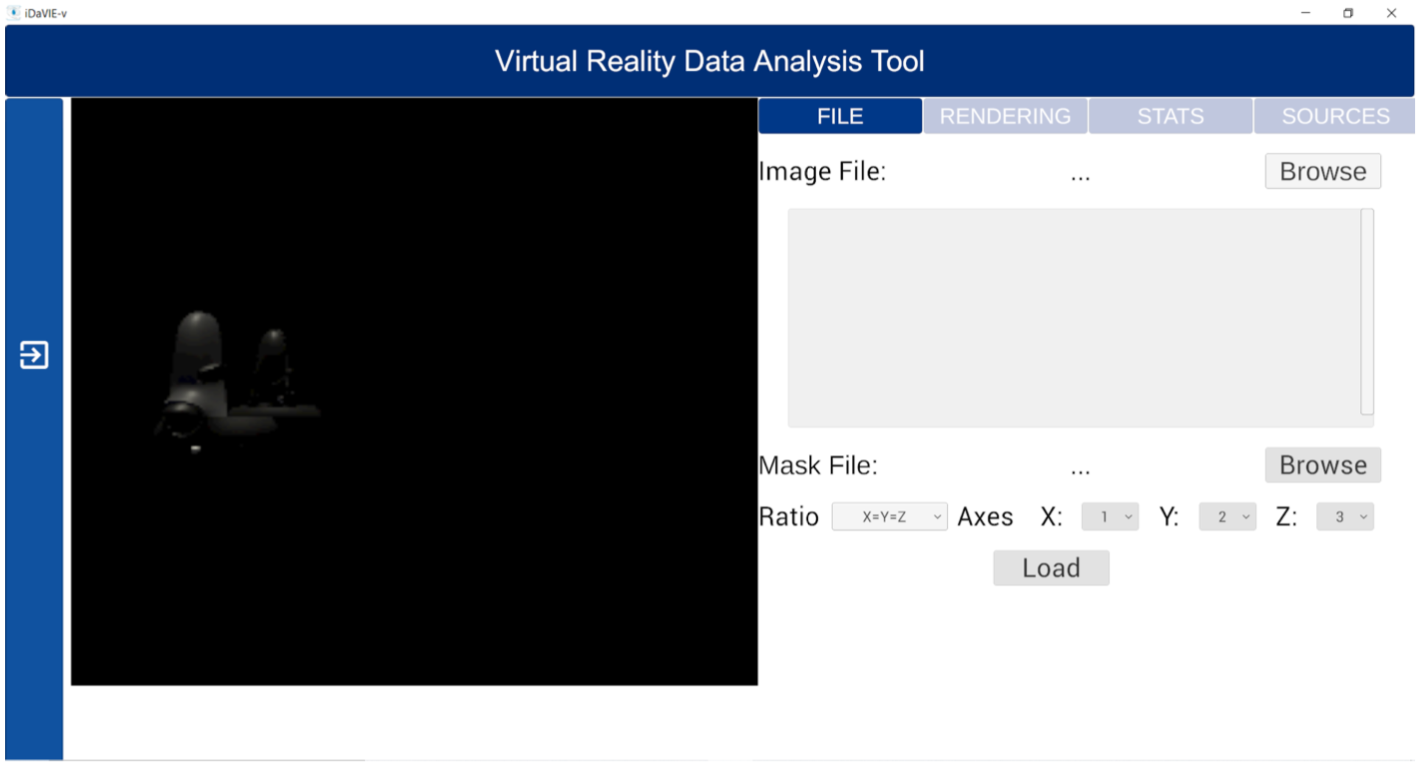 iDaVIE-v
Virtual Reality Data Analysis Tool
FILE RENDERING STATS SOURCES
Image File: ... Browse
Mask File: ... Browse
Ratio X=Y=Z Axes X: 1 Y: 2 Z: 3
Load